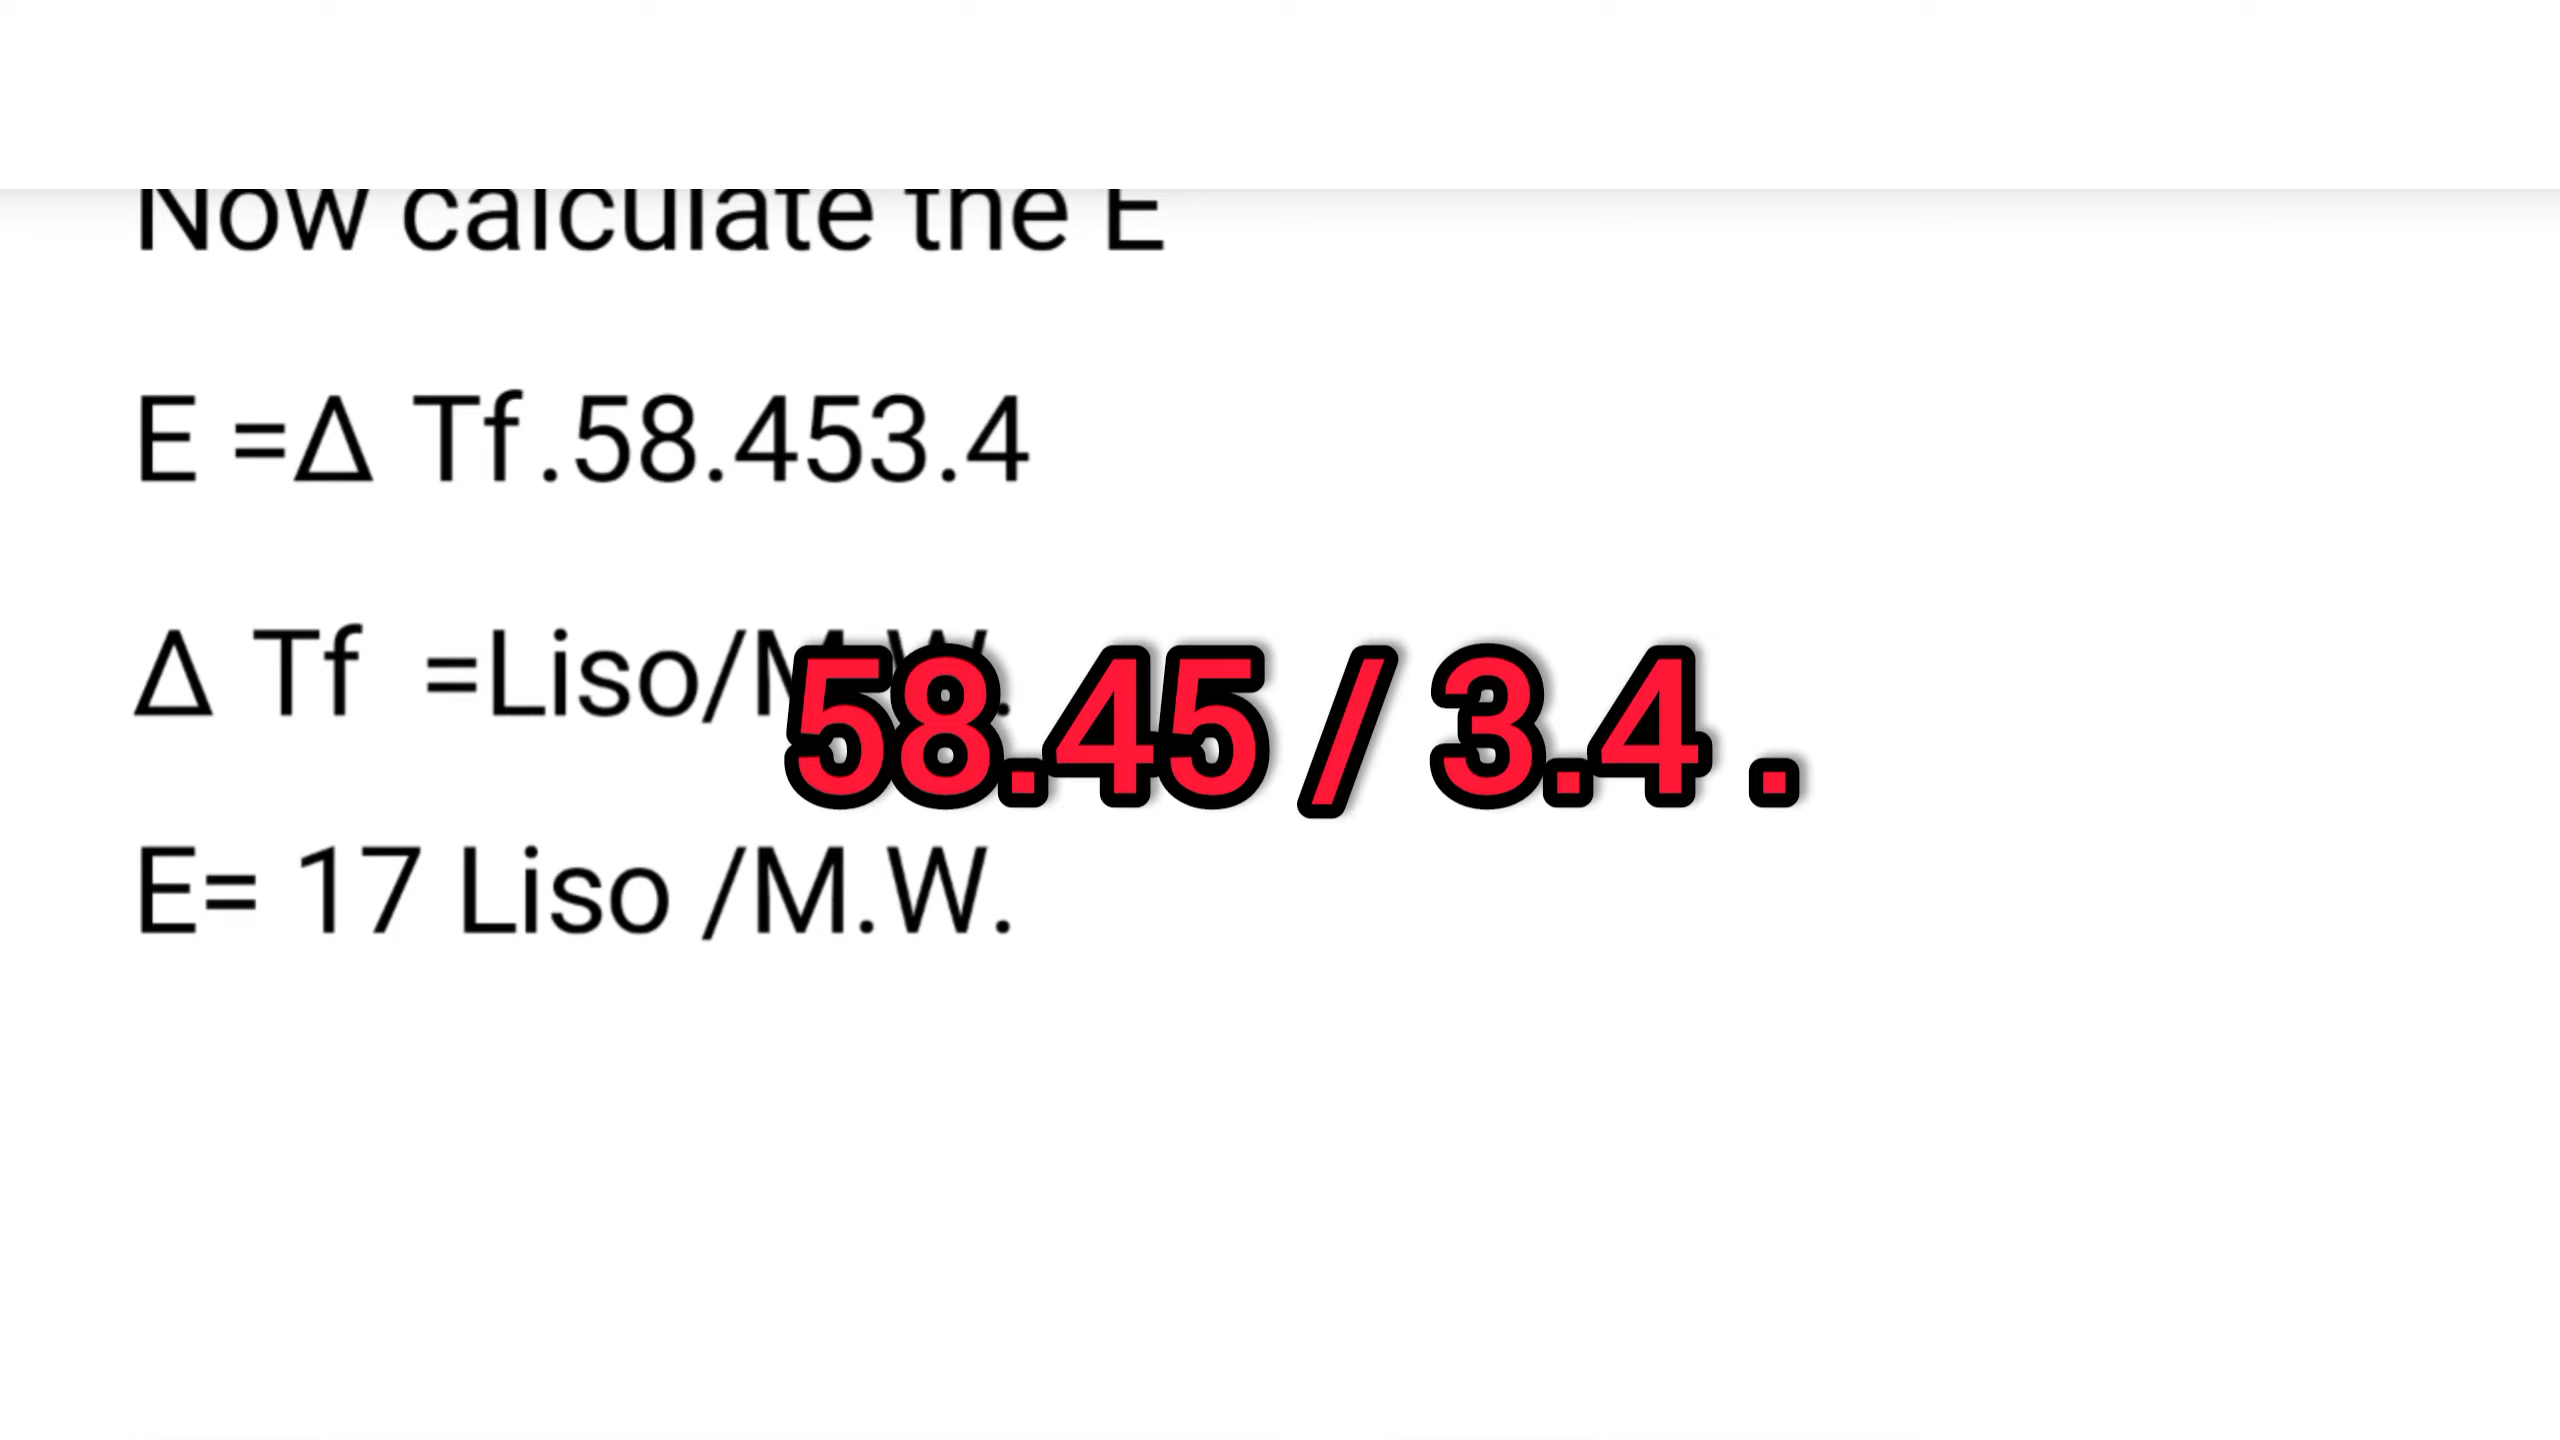 Now calculate the E
E =Δ Tf.58.453.4
Δ Tf =Liso/M.W.
58.45 / 3.4 .
E= 17 Liso /M.W.